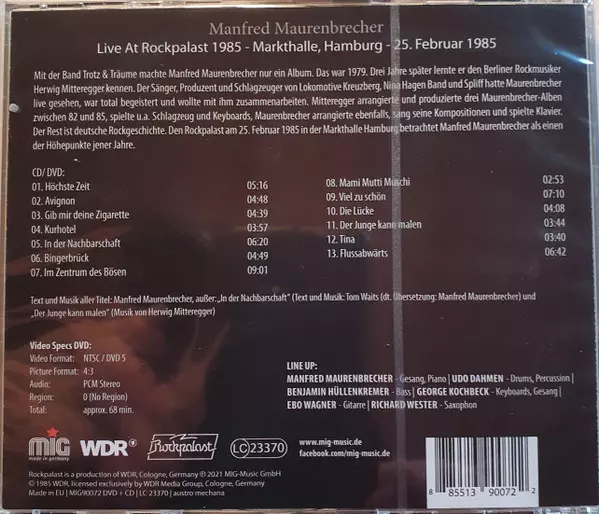 Manfred Maurenbrecher
Live At Rockpalast 1985 - Markthalle, Hamburg - 25. Februar 1985
Mit der Band Trotz & Träume machte Manfred Maurenbrecher nur ein Album. Das war 1979. Drei Jahre später lernte er den Berliner Rockmusiker
Herwig Mitteregger kennen. Der Sänger, Produzent und Schlagzeuger von Lokomotive Kreuzberg, Nina Hagen Band und Spliff hatte Maurenbrecher
live gesehen, war total begeistert und wollte mit ihm zusammenarbeiten. Mitteregger arrangierte und produzierte drei Maurenbrecher-Alben
zwischen 82 und 85, spielte u.a. Schlagzeug und Keyboards, Maurenbrecher arrangierte ebenfalls, sang seine Kompositionen und spielte Klavier.
Der Rest ist deutsche Rockgeschichte. Den Rockpalast am 25. Februar 1985 in der Markthalle Hamburg betrachtet Manfred Maurenbrecher als einen
der Höhepunkte jener Jahre.
CD/ DVD:
01. Höchste Zeit 05:16
02. Avignon 04:48
03. Gib mir deine Zigarette 04:39
04. Kurhotel 03:57
05. In der Nachbarschaft 06:20
06. Bingerbrück 04:49
07. Im Zentrum des Bösen 09:01
08. Mami Mutti Muschi 02:53
09. Viel zu schön 07:10
10. Die Lücke 04:08
11. Der Junge kann malen 03:44
12. Tina 03:40
13. Flussabwärts 06:42
Text und Musik aller Titel: Manfred Maurenbrecher, außer: „In der Nachbarschaft" (Text und Musik: Tom Waits (dt. Übersetzung: Manfred Maurenbrecher) und
„Der Junge kann malen" (Musik von Herwig Mitteregger)
Video Specs DVD:
Video Format: NTSC / DVD 5
Picture Format: 4:3
Audio: PCM Stereo
Region: 0 (No Region)
Total: approx. 68 min.
LINE UP:
MANFRED MAURENBRECHER - Gesang, Piano | UDO DAHMEN - Drums, Percussion |
BENJAMIN HÜLLENKREMER - Bass | GEORGE KOCHBECK - Keyboards, Gesang |
EBO WAGNER - Gitarre | RICHARD WESTER - Saxophon
MIG
made in germany
WDR
Rockpalast
LC 23370
www.mig-music.de
facebook.com/mig-music.de
Rockpalast is a production of WDR, Cologne, Germany ℗ 2021 MIG-Music GmbH
© 1985 WDR, licensed exclusively by WDR Media Group, Cologne, Germany
Made in EU | MIG90072 DVD + CD | LC 23370 | austro mechana
8 85513 90072 2